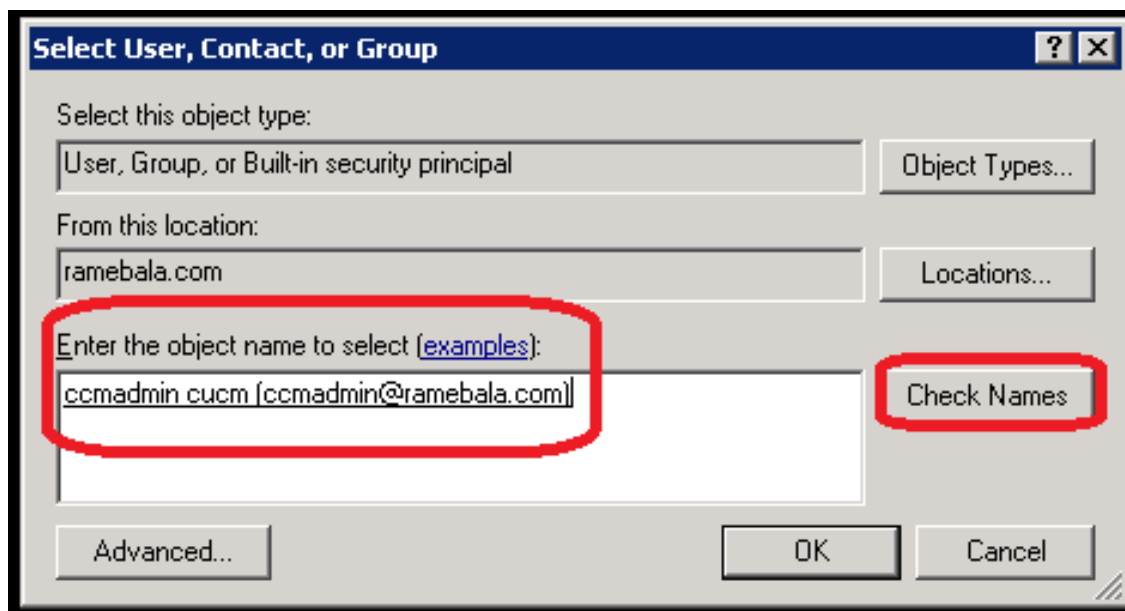 Select User, Contact, or Group
Select this object type:
User, Group, or Built-in security principal
Object Types...
From this location:
ramebala.com
Locations...
Enter the object name to select (examples):
ccmadmin cucm (ccmadmin@ramebala.com)
Check Names
Advanced...
OK
Cancel